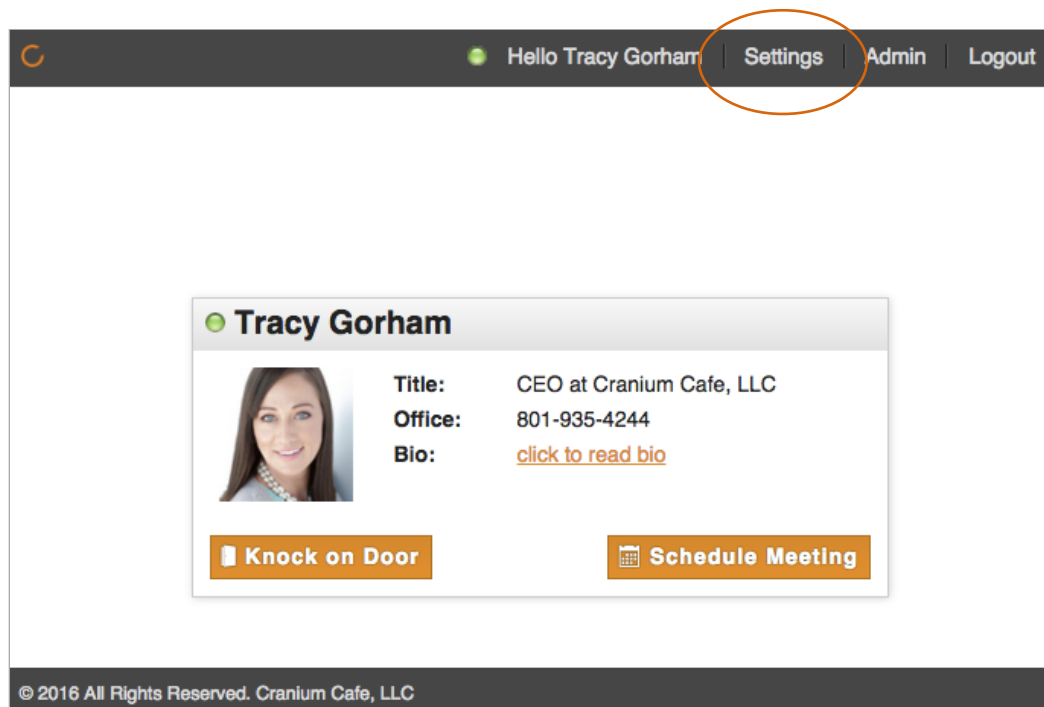 Hello Tracy Gorham Settings Admin Logout
Tracy Gorham
Title: CEO at Cranium Cafe, LLC
Office: 801-935-4244
Bio: click to read bio
Knock on Door Schedule Meeting
© 2016 All Rights Reserved. Cranium Cafe, LLC